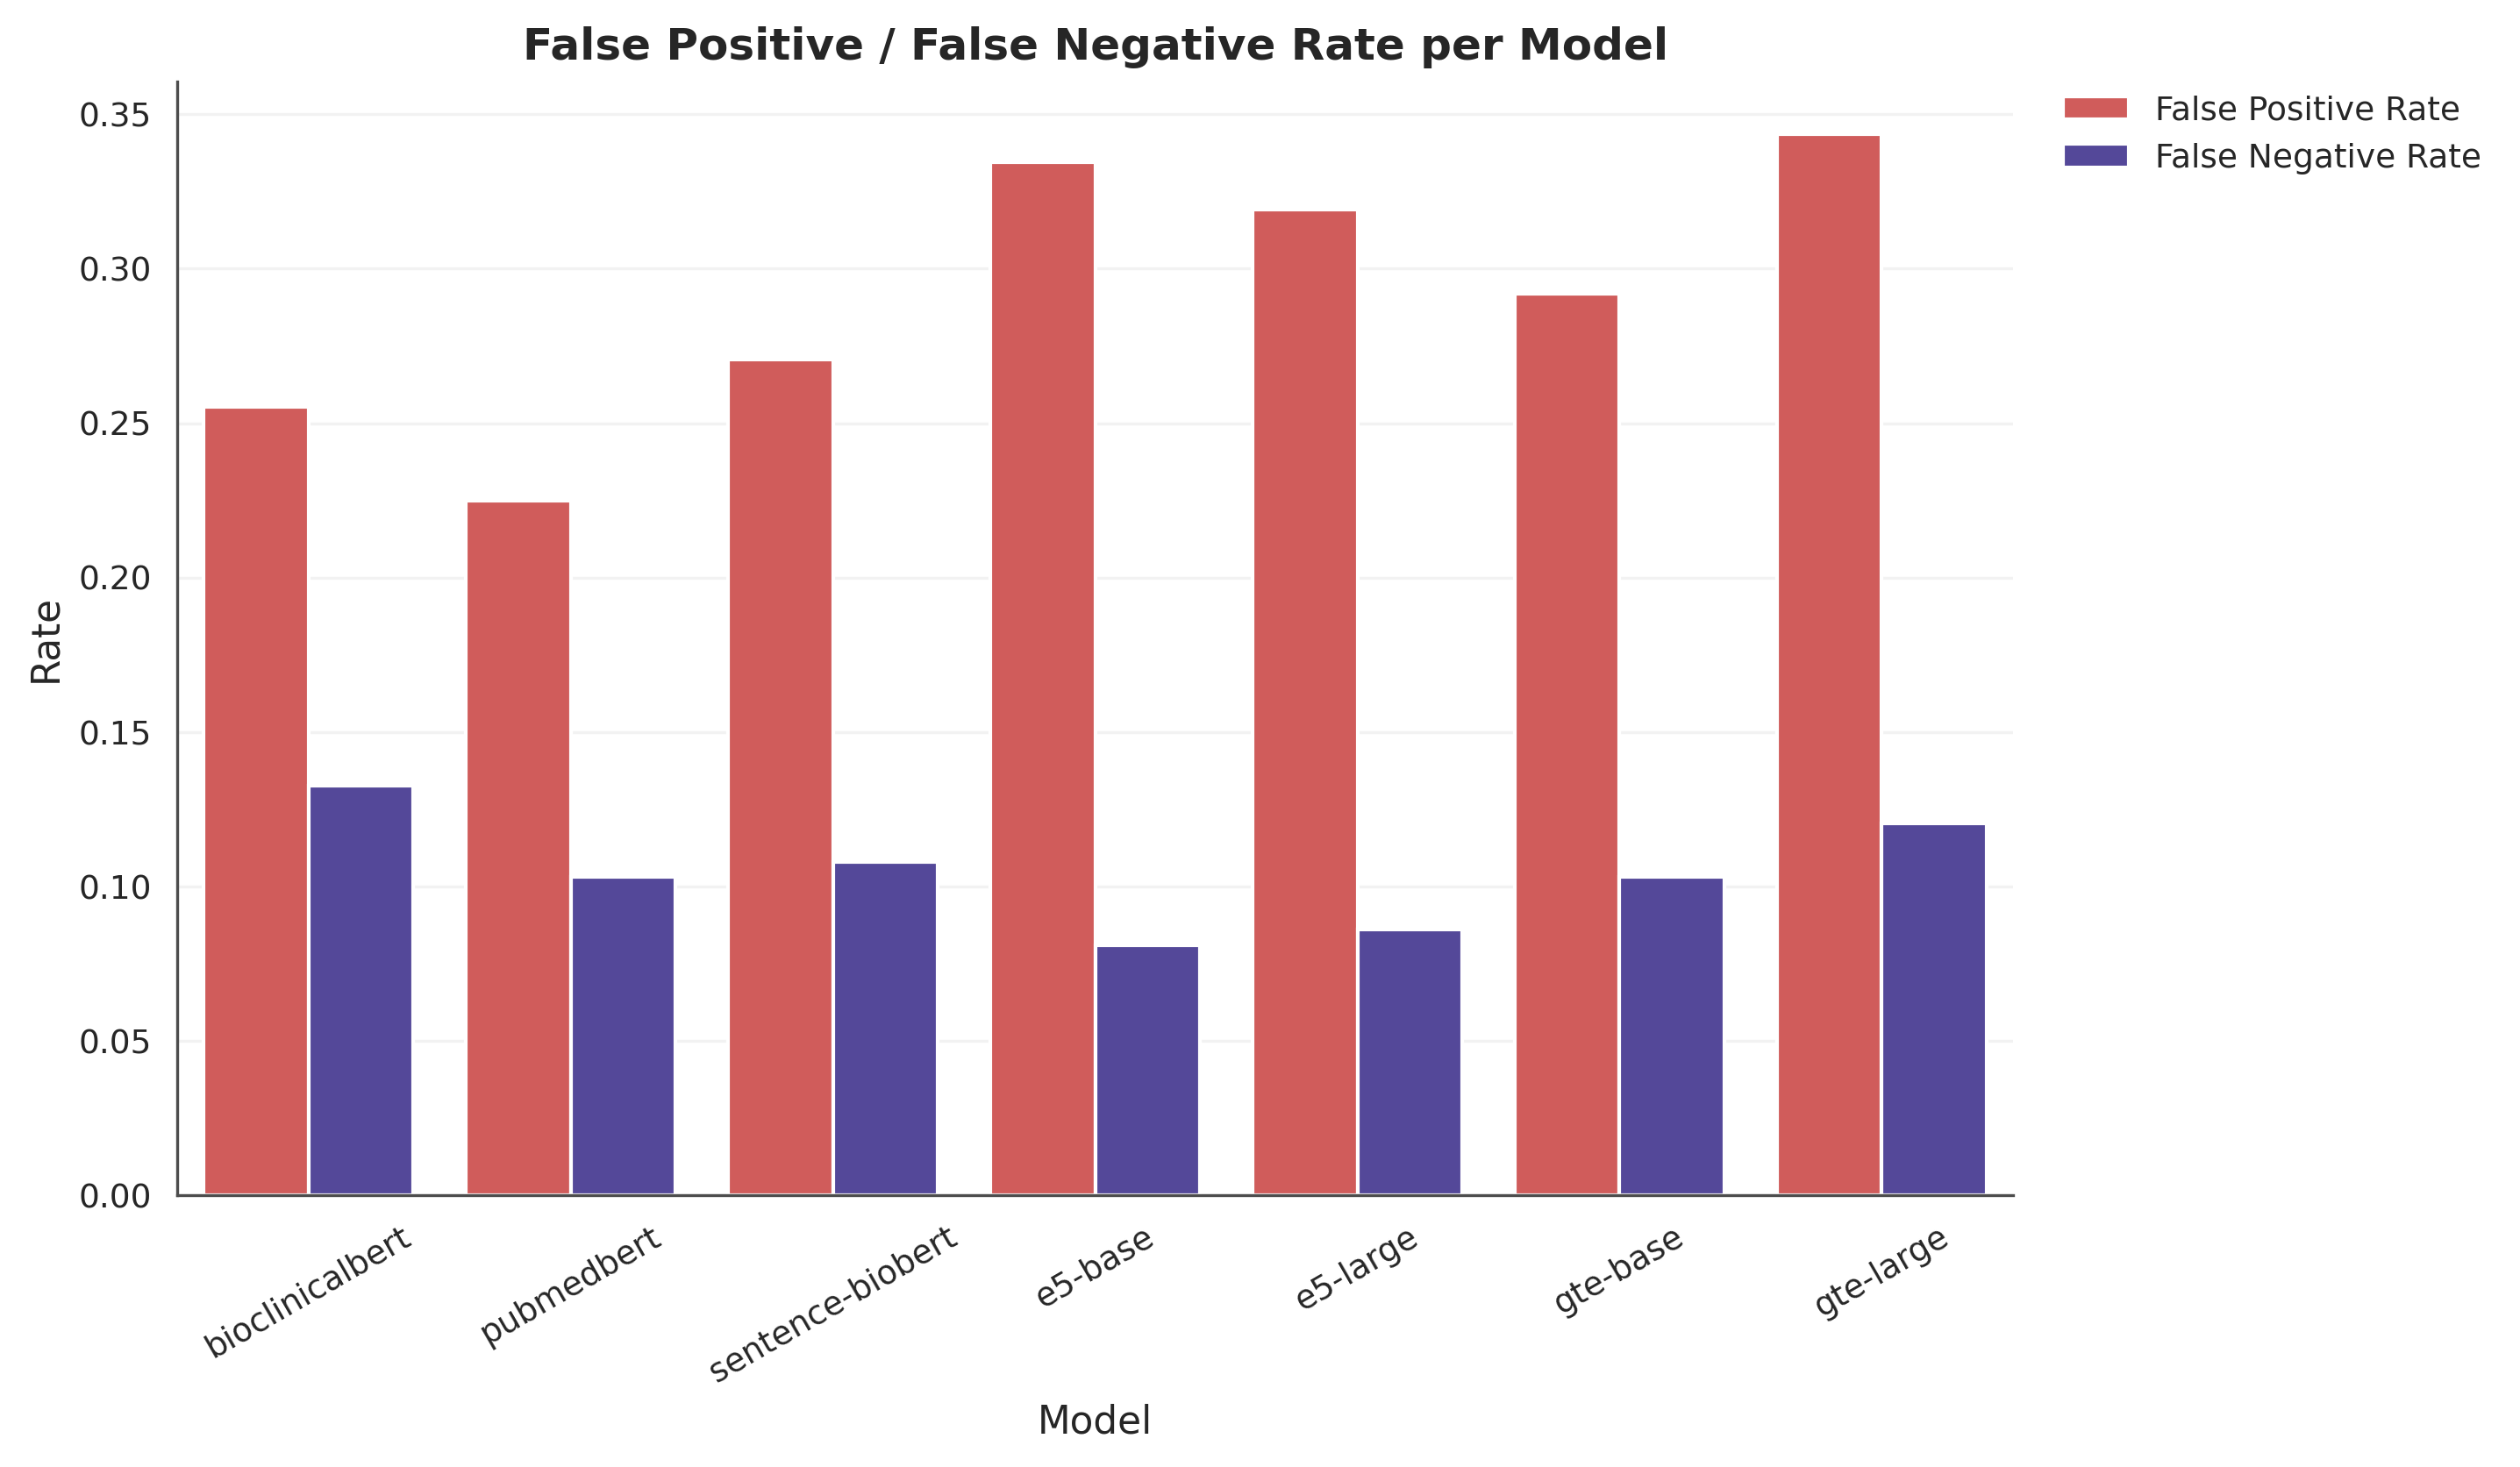 False Positive / False Negative Rate per Model
False Positive Rate
False Negative Rate
Rate
0.35
0.30
0.25
0.20
0.15
0.10
0.05
0.00
bioclinicalbert
pubmedbert
sentence-biobert
e5-base
e5-large
gte-base
gte-large
Model